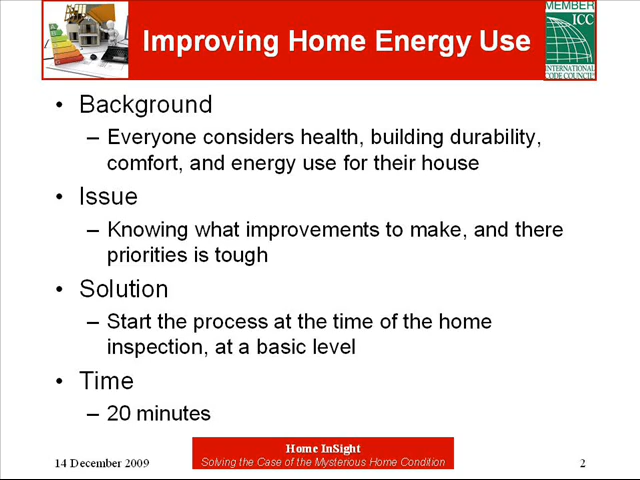 Improving Home Energy Use
MEMBER
ICC
INTERNATIONAL
CODE COUNCIL
• Background
– Everyone considers health, building durability,
comfort, and energy use for their house
• Issue
– Knowing what improvements to make, and there
priorities is tough
• Solution
– Start the process at the time of the home
inspection, at a basic level
• Time
– 20 minutes
14 December 2009
Home InSight
Solving the Case of the Mysterious Home Condition
2